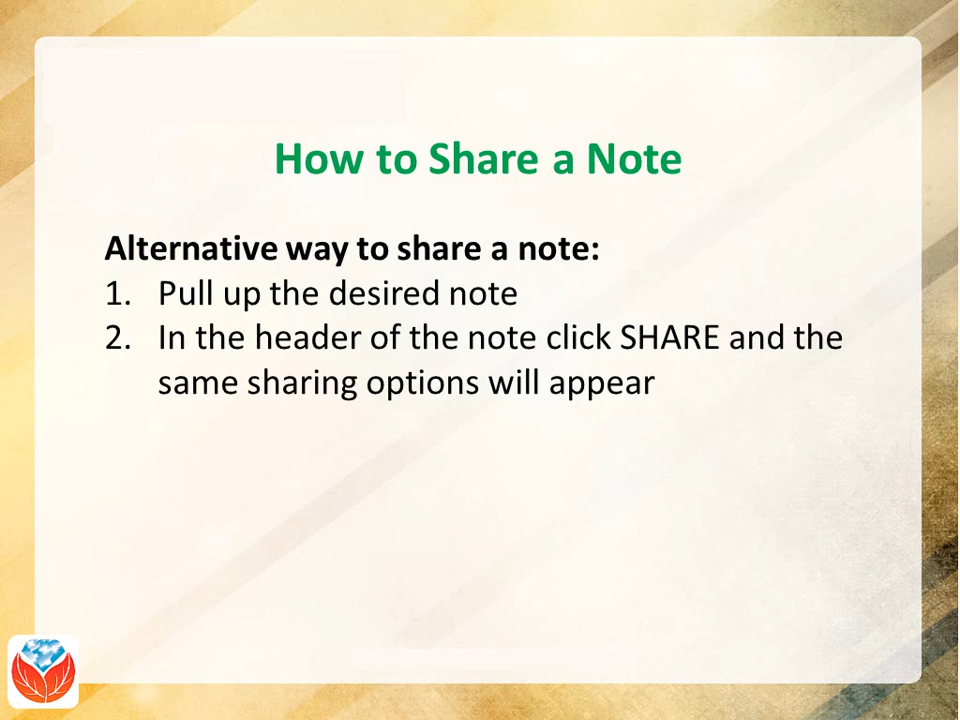 How to Share a Note
Alternative way to share a note:
1. Pull up the desired note
2. In the header of the note click SHARE and the
same sharing options will appear